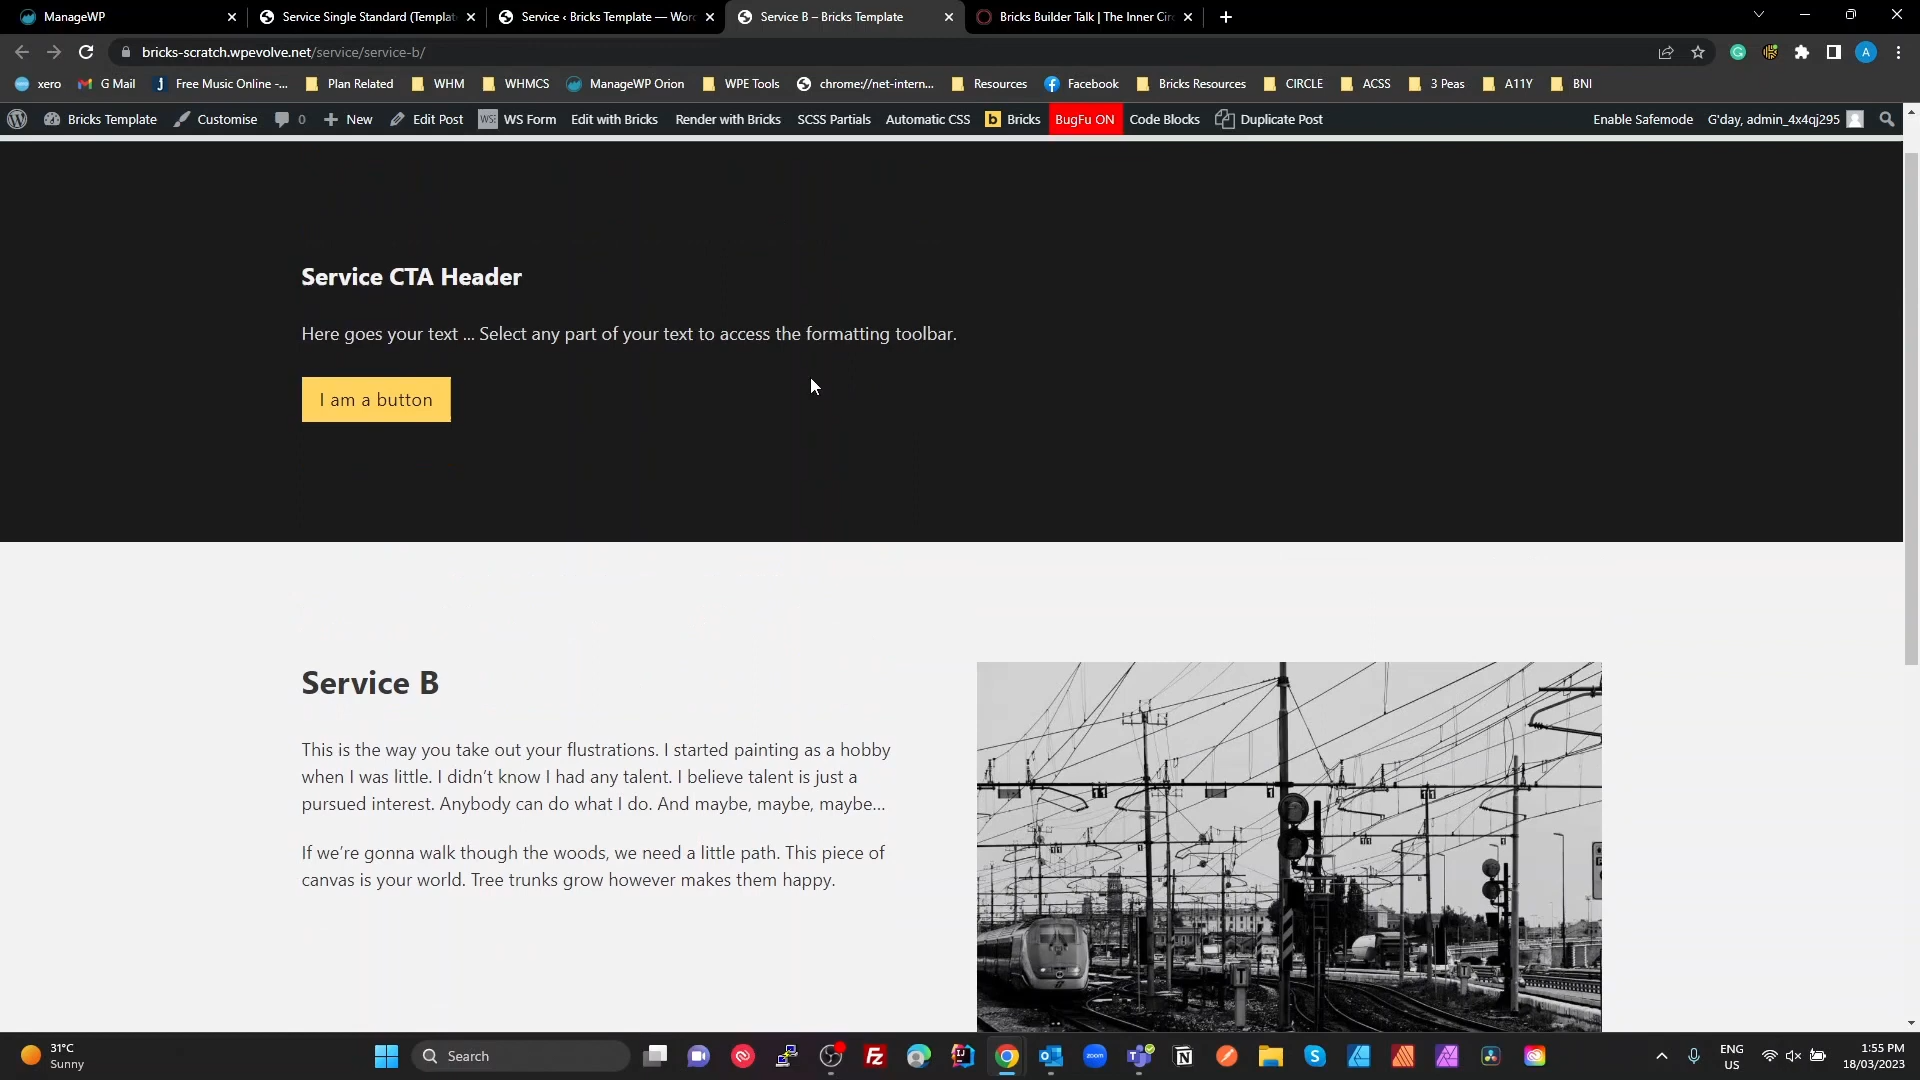 ManageWP
Service Single Standard (Templat
Service ‹ Bricks Template — Wor
Service B – Bricks Template
Bricks Builder Talk | The Inner Cir
bricks-scratch.wpevolve.net/service/service-b/
xero
G Mail
Free Music Online -...
Plan Related
WHM
WHMCS
ManageWP Orion
WPE Tools
chrome://net-intern...
Resources
Facebook
Bricks Resources
CIRCLE
ACSS
3 Peas
A11Y
BNI
Bricks Template
Customise
0
New
Edit Post
WS Form
Edit with Bricks
Render with Bricks
SCSS Partials
Automatic CSS
Bricks
BugFu ON
Code Blocks
Duplicate Post
Enable Safemode
G'day, admin_4x4qj295
Service CTA Header
Here goes your text ... Select any part of your text to access the formatting toolbar.
I am a button
Service B
This is the way you take out your flustrations. I started painting as a hobby
when I was little. I didn’t know I had any talent. I believe talent is just a
pursued interest. Anybody can do what I do. And maybe, maybe, maybe…
If we’re gonna walk though the woods, we need a little path. This piece of
canvas is your world. Tree trunks grow however makes them happy.
31°C
Sunny
Search
zoom
ENG
US
1:55 PM
18/03/2023